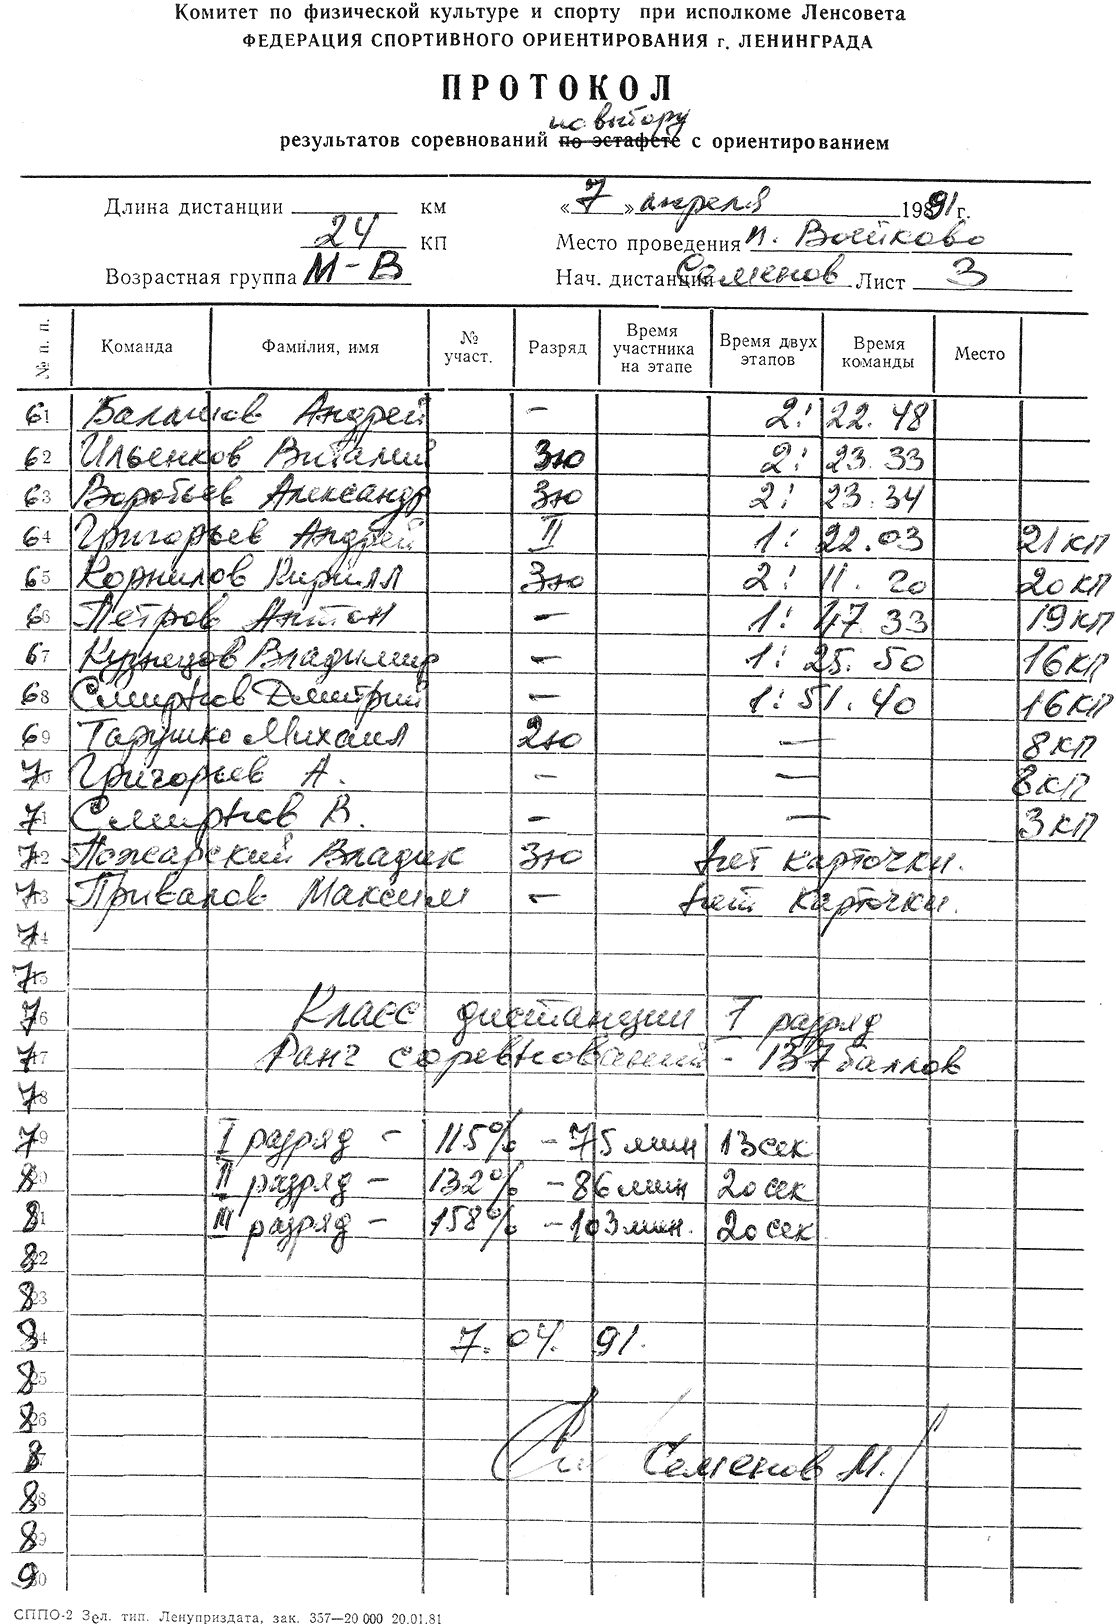 Комитет по физической культуре и спорту при исполкоме Ленсовета
ФЕДЕРАЦИЯ СПОРТИВНОГО ОРИЕНТИРОВАНИЯ г. ЛЕНИНГРАДА
ПРОТОКОЛ
по выбору
результатов соревнований по эстафете с ориентированием
Длина дистанции ____ км «7» апреля 1991 г.
24 КП Место проведения п. Войково
Возрастная группа М-В Нач. дистанции Семенов Лист 3
№ п. п. Команда Фамилия, имя № участ. Разряд Время участника на этапе Время двух этапов Время команды Место
61 Балашов Андрей - 2: 22. 48
62 Ильенков Виталий 3ю 2: 23. 33
63 Воробьев Александр 3ю 2: 23. 34
64 Григорьев Андрей II 1: 22. 03 21 КП
65 Корнилов Кирилл 3ю 2: 11. 20 20 КП
66 Петров Антон - 1: 47. 33 19 КП
67 Кузнецов Владимир - 1: 25. 50 16 КП
68 Смирнов Дмитрий - 1: 51. 40 16 КП
69 Тарушко Михаил 2ю — 8 КП
70 Григорьев А. - — 8 КП
71 Смирнов В. - — 3 КП
72 Пожарский Владик 3ю нет карточки.
73 Привалов Максим - нет карточки.
74
75
76 Класс дистанции I разряд
77 Ранг соревнований - 137 баллов
78
79 I разряд - 115% - 75 мин 13 сек
80 II разряд - 132% - 86 мин 20 сек
81 III разряд - 158% - 103 мин. 20 сек
82
83
84 7. 04. 91.
85
86
87 Семенов М./
88
89
90
СППО-2 Зел. тип. Ленуприздата, зак. 357—20 000 20.01.81